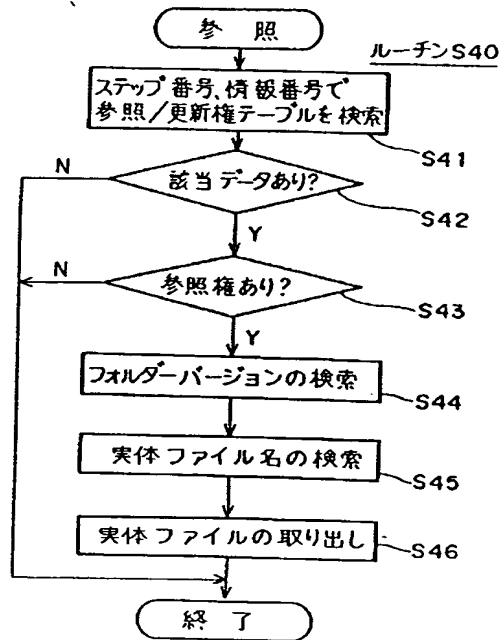 参照
ルーチンS40
ステップ番号、情報番号で
参照/更新権テーブルを検索
S41
N
該当データあり?
S42
Y
N
参照権あり?
S43
Y
フォルダーバージョンの検索
S44
実体ファイル名の検索
S45
実体ファイルの取り出し
S46
終了